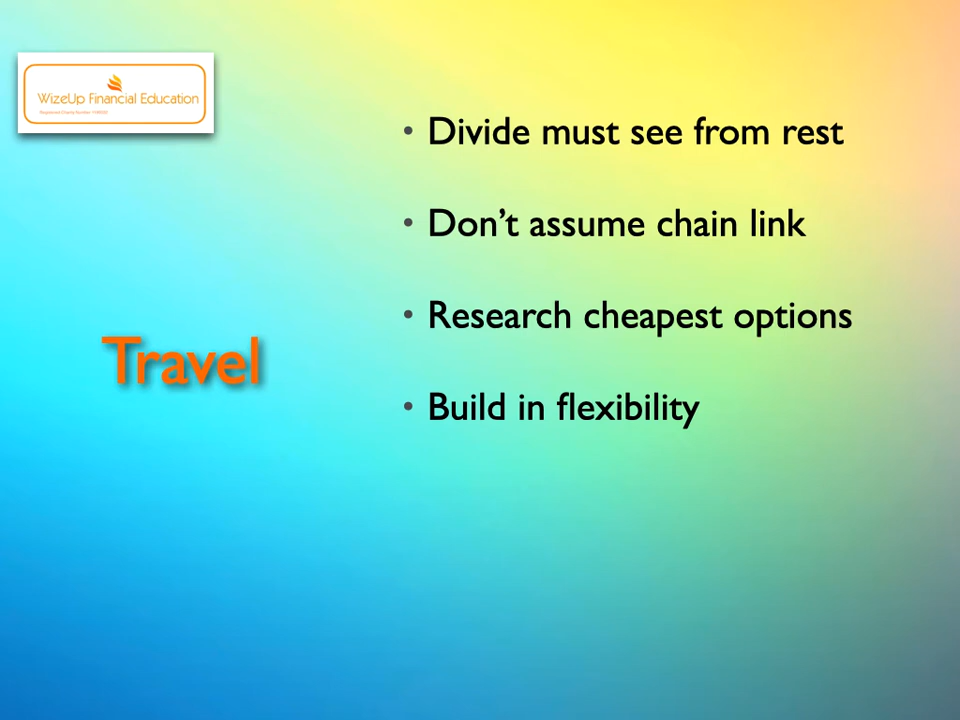 WizeUp Financial Education
Divide must see from rest
Don't assume chain link
Research cheapest options
Travel
Build in flexibility